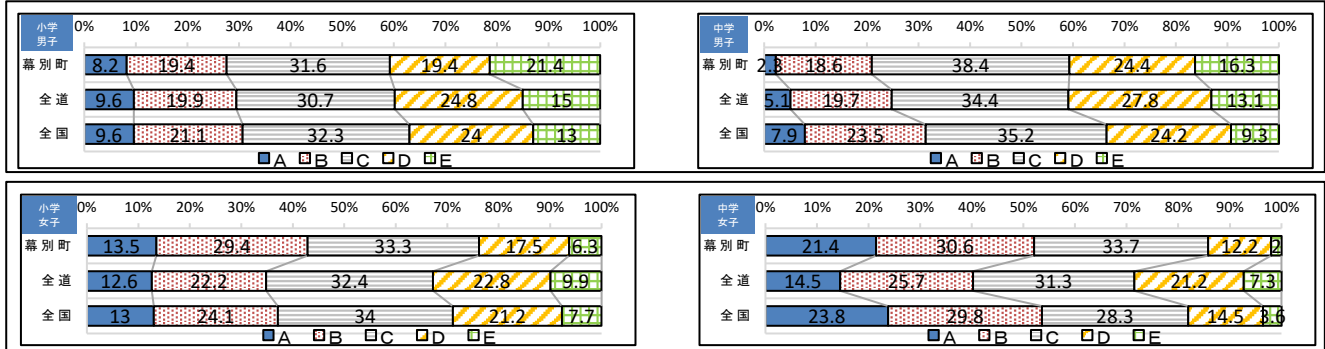 小学
男子
0% 10% 20% 30% 40% 50% 60% 70% 80% 90% 100%
幕別町 8.2 19.4 31.6 19.4 21.4
全道 9.6 19.9 30.7 24.8 15
全国 9.6 21.1 32.3 24 13
A B C D E
中学
男子
0% 10% 20% 30% 40% 50% 60% 70% 80% 90% 100%
幕別町 2.3 18.6 38.4 24.4 16.3
全道 5.1 19.7 34.4 27.8 13.1
全国 7.9 23.5 35.2 24.2 9.3
A B C D E
小学
女子
0% 10% 20% 30% 40% 50% 60% 70% 80% 90% 100%
幕別町 13.5 29.4 33.3 17.5 6.3
全道 12.6 22.2 32.4 22.8 9.9
全国 13 24.1 34 21.2 7.7
A B C D E
中学
女子
0% 10% 20% 30% 40% 50% 60% 70% 80% 90% 100%
幕別町 21.4 30.6 33.7 12.2 2
全道 14.5 25.7 31.3 21.2 7.3
全国 23.8 29.8 28.3 14.5 3.6
A B C D E